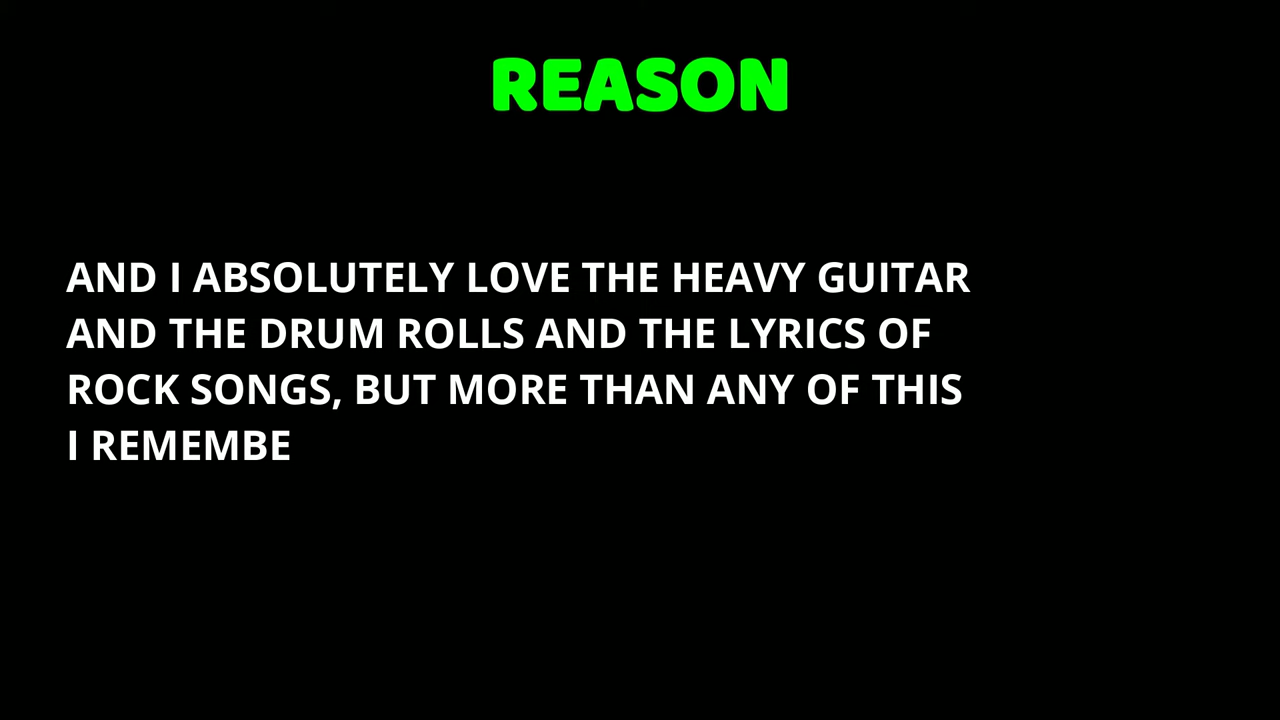 REASON
AND I ABSOLUTELY LOVE THE HEAVY GUITAR
AND THE DRUM ROLLS AND THE LYRICS OF
ROCK SONGS, BUT MORE THAN ANY OF THIS
I REMEMBE